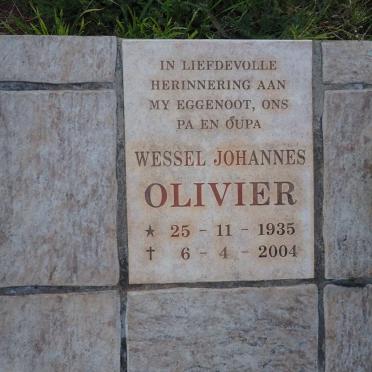 IN LIEFDEVOLLE
HERINNERING AAN
MY EGGENOOT, ONS
PA EN OUPA
WESSEL JOHANNES
OLIVIER
★ 25 - 11 - 1935
✝ 6 - 4 - 2004